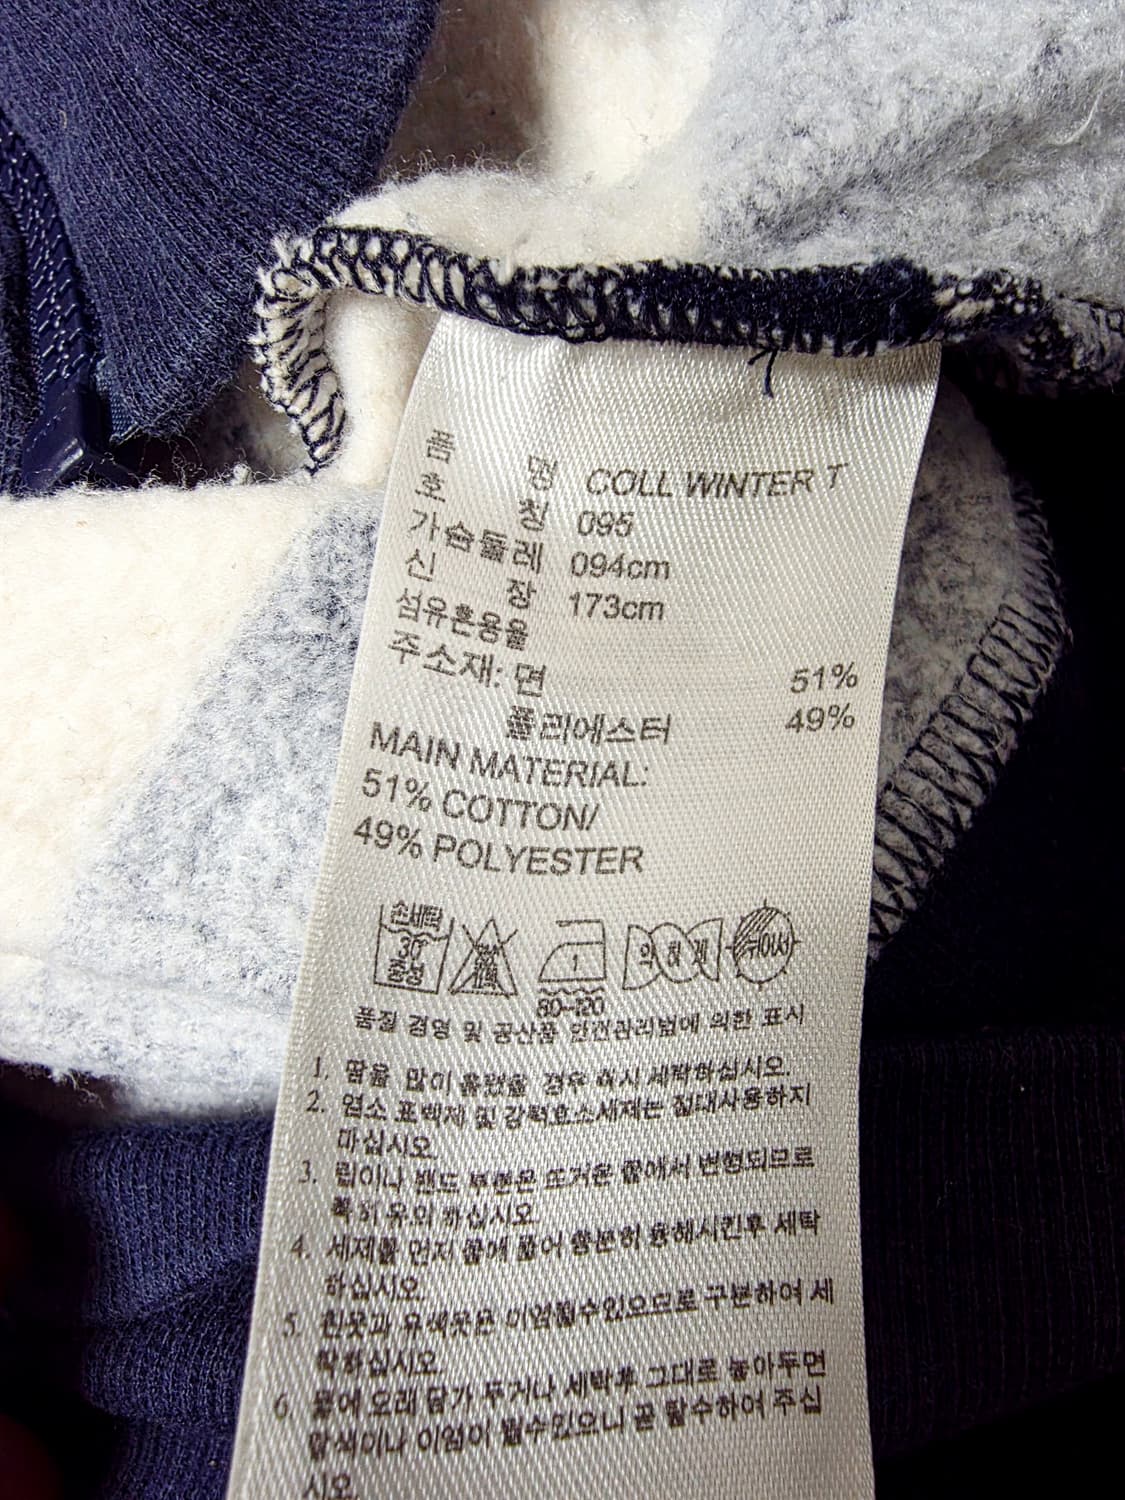 품 명 COLL WINTER T
호 칭 095
가슴둘레 094cm
신 장 173cm
섬유혼용율
주소재: 면 51%
폴리에스터 49%
MAIN MATERIAL:
51% COTTON/
49% POLYESTER
손세탁
30
중성
약하게
1
80~120
품질 경영 및 공산품 안전관리법에 의한 표시
1. 땀을 많이 흘렸을 경우 즉시 세탁하십시오.
2. 염소 표백제 및 강력효소세제는 절대사용하지
마십시오.
3. 립이나 밴드 부분은 뜨거운 물에서 변형되므로
특히 유의 하십시오.
4. 세제를 먼저 물에 풀어 충분히 용해시킨후 세탁
하십시오.
5. 흰옷과 유색옷은 이염될수있으므로 구분하여 세
탁하십시오.
6. 물에 오래 담가 두거나 세탁후 그대로 놓아두면
탈색이나 이염이 될수있으니 곧 탈수하여 주십
시오.